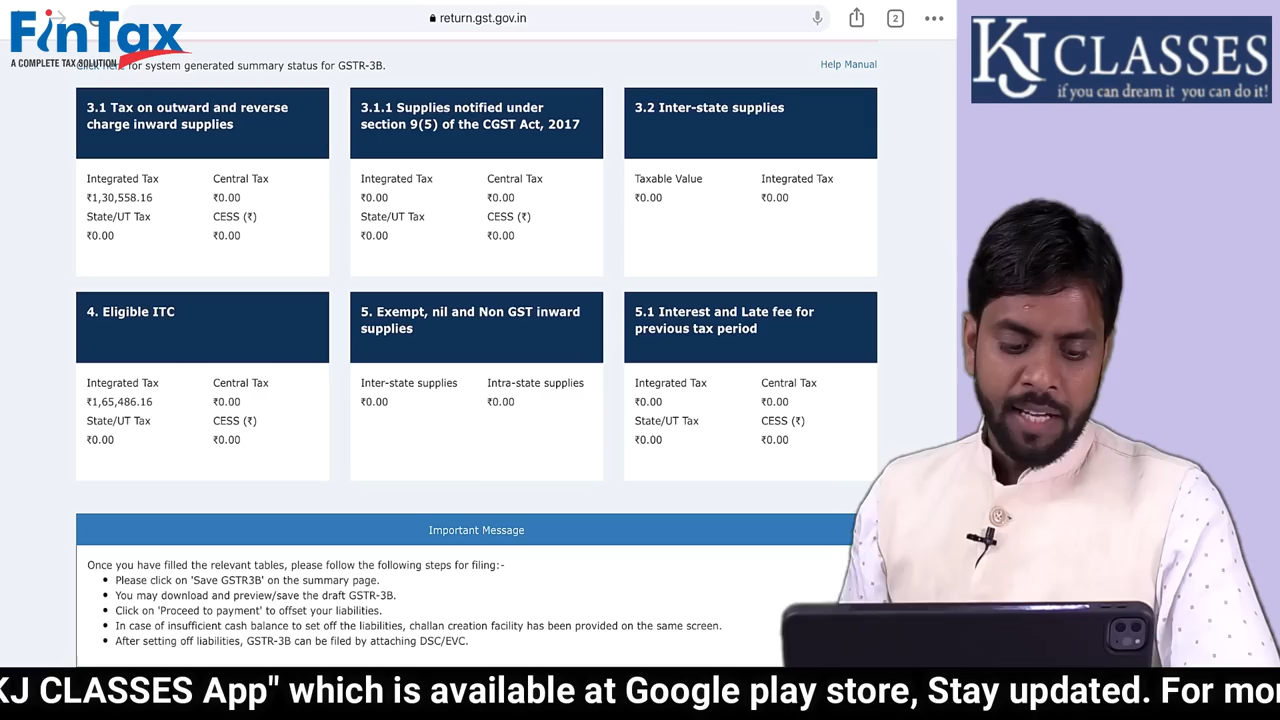 FinTax
A COMPLETE TAX SOLUTION
return.gst.gov.in
2
KJ CLASSES
if you can dream it you can do it!
for system generated summary status for GSTR-3B.
Help Manual
3.1 Tax on outward and reverse
charge inward supplies
Integrated Tax Central Tax
₹1,30,558.16 ₹0.00
State/UT Tax CESS (₹)
₹0.00 ₹0.00
3.1.1 Supplies notified under
section 9(5) of the CGST Act, 2017
Integrated Tax Central Tax
₹0.00 ₹0.00
State/UT Tax CESS (₹)
₹0.00 ₹0.00
3.2 Inter-state supplies
Taxable Value Integrated Tax
₹0.00 ₹0.00
4. Eligible ITC
Integrated Tax Central Tax
₹1,65,486.16 ₹0.00
State/UT Tax CESS (₹)
₹0.00 ₹0.00
5. Exempt, nil and Non GST inward
supplies
Inter-state supplies Intra-state supplies
₹0.00 ₹0.00
5.1 Interest and Late fee for
previous tax period
Integrated Tax Central Tax
₹0.00 ₹0.00
State/UT Tax CESS (₹)
₹0.00 ₹0.00
Important Message
Once you have filled the relevant tables, please follow the following steps for filing:-
• Please click on 'Save GSTR3B' on the summary page.
• You may download and preview/save the draft GSTR-3B.
• Click on 'Proceed to payment' to offset your liabilities.
• In case of insufficient cash balance to set off the liabilities, challan creation facility has been provided on the same screen.
• After setting off liabilities, GSTR-3B can be filed by attaching DSC/EVC.
KJ CLASSES App" which is available at Google play store, Stay updated. For mo